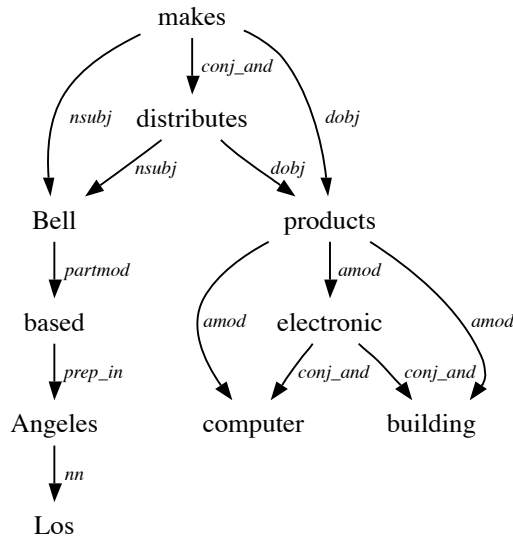 makes
conj_and
nsubj
distributes
dobj
nsubj
dobj
Bell
products
partmod
amod
based
electronic
amod
amod
prep_in
conj_and
conj_and
Angeles
computer
building
nn
Los